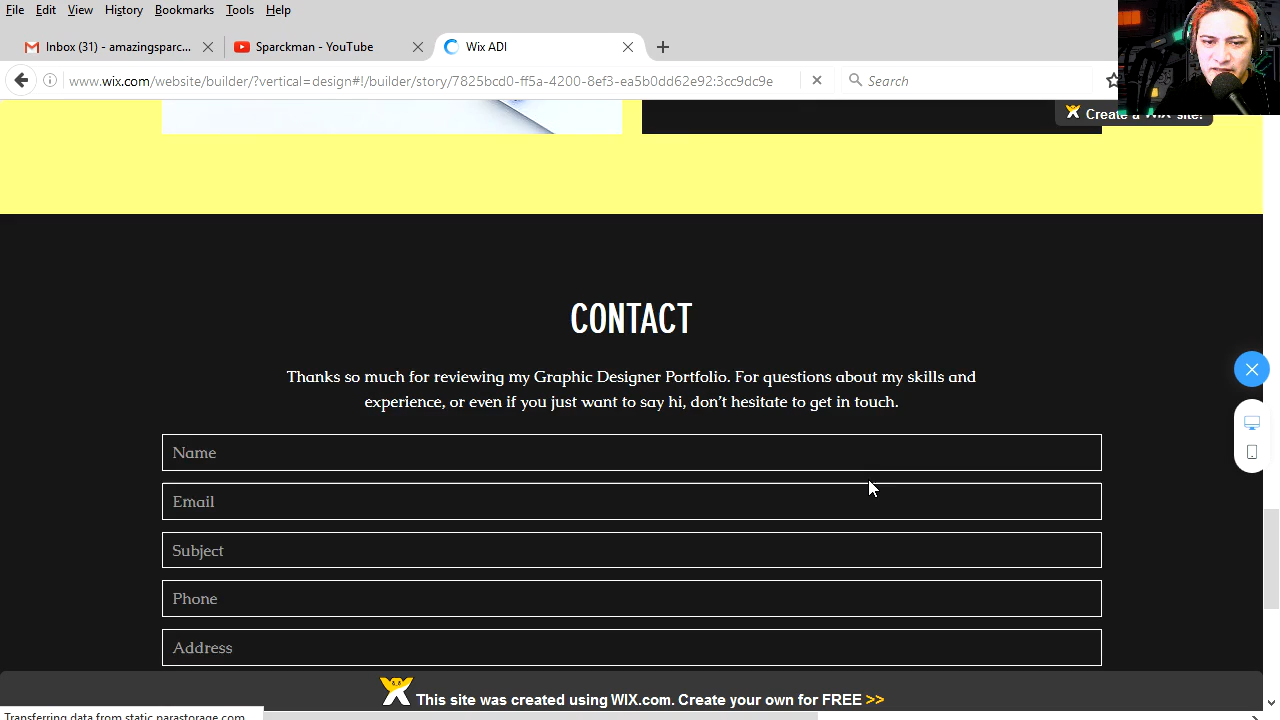 File Edit View History Bookmarks Tools Help
Inbox (31) - amazingsparc... Sparckman - YouTube Wix ADI
www.wix.com/website/builder/?vertical=design#!/builder/story/7825bcd0-ff5a-4200-8ef3-ea5b0dd62e92:5cc9dc9e Search
Create a WiX site!
CONTACT
Thanks so much for reviewing my Graphic Designer Portfolio. For questions about my skills and
experience, or even if you just want to say hi, don't hesitate to get in touch.
Name
Email
Subject
Phone
Address
This site was created using WIX.com. Create your own for FREE >>
Transferring data from static.parastorage.com...